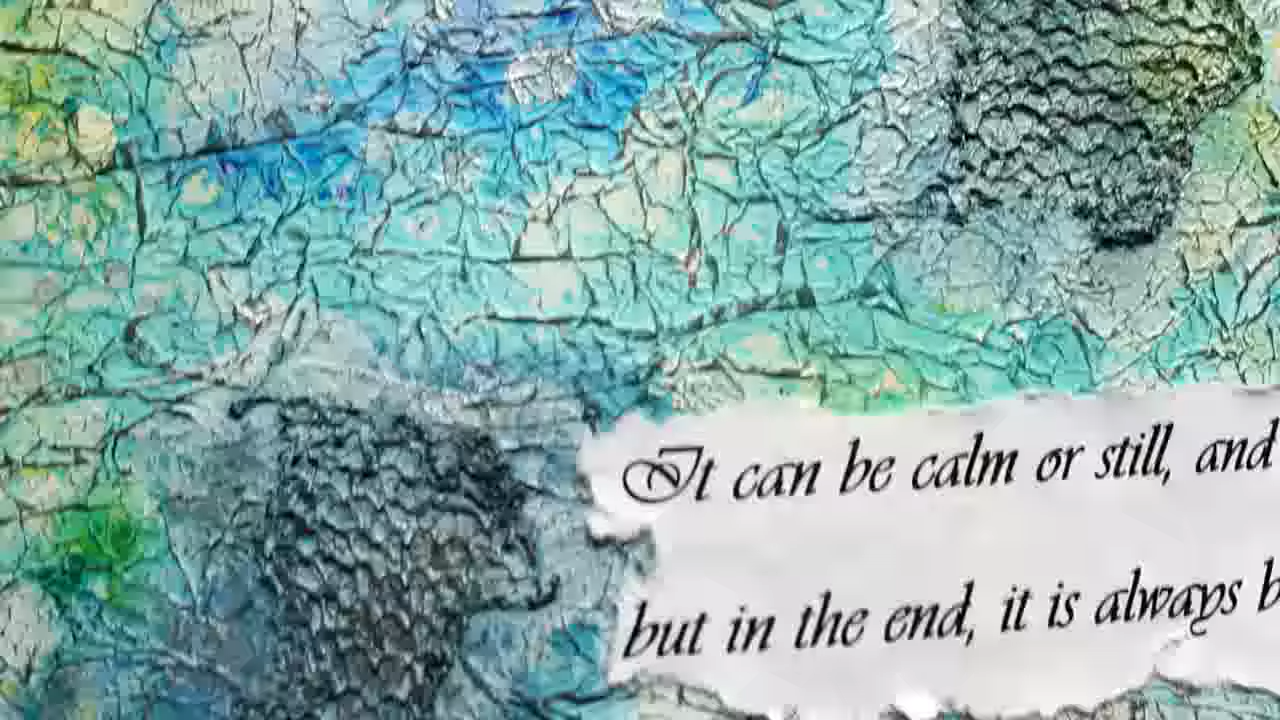 It can be calm or still, and
but in the end, it is always